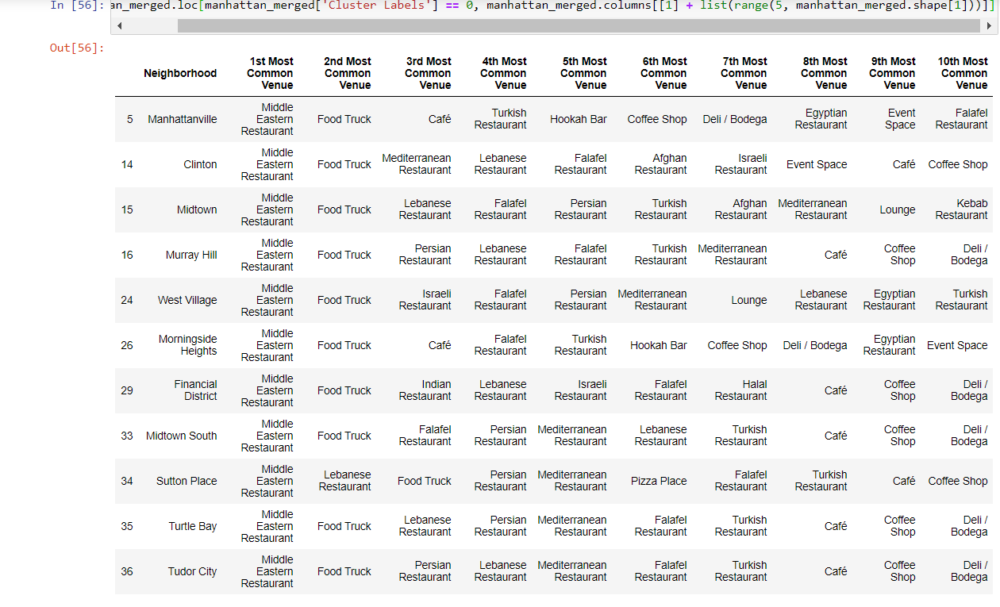 In [56]: an_merged.loc[manhattan_merged['Cluster Labels'] == 0, manhattan_merged.columns[[1] + list(range(5, manhattan_merged.shape[1]))]]
Out[56]:
Neighborhood 1st Most Common Venue 2nd Most Common Venue 3rd Most Common Venue 4th Most Common Venue 5th Most Common Venue 6th Most Common Venue 7th Most Common Venue 8th Most Common Venue 9th Most Common Venue 10th Most Common Venue
5 Manhattanville Middle Eastern Restaurant Food Truck Café Turkish Restaurant Hookah Bar Coffee Shop Deli / Bodega Egyptian Restaurant Event Space Falafel Restaurant
14 Clinton Middle Eastern Restaurant Food Truck Mediterranean Restaurant Lebanese Restaurant Falafel Restaurant Afghan Restaurant Israeli Restaurant Event Space Café Coffee Shop
15 Midtown Middle Eastern Restaurant Food Truck Lebanese Restaurant Falafel Restaurant Persian Restaurant Turkish Restaurant Afghan Restaurant Mediterranean Restaurant Lounge Kebab Restaurant
16 Murray Hill Middle Eastern Restaurant Food Truck Persian Restaurant Lebanese Restaurant Falafel Restaurant Turkish Restaurant Mediterranean Restaurant Café Coffee Shop Deli / Bodega
24 West Village Middle Eastern Restaurant Food Truck Israeli Restaurant Falafel Restaurant Persian Restaurant Mediterranean Restaurant Lounge Lebanese Restaurant Egyptian Restaurant Turkish Restaurant
26 Morningside Heights Middle Eastern Restaurant Food Truck Café Falafel Restaurant Turkish Restaurant Hookah Bar Coffee Shop Deli / Bodega Egyptian Restaurant Event Space
29 Financial District Middle Eastern Restaurant Food Truck Indian Restaurant Lebanese Restaurant Israeli Restaurant Falafel Restaurant Halal Restaurant Café Coffee Shop Deli / Bodega
33 Midtown South Middle Eastern Restaurant Food Truck Falafel Restaurant Persian Restaurant Mediterranean Restaurant Lebanese Restaurant Turkish Restaurant Café Coffee Shop Deli / Bodega
34 Sutton Place Middle Eastern Restaurant Lebanese Restaurant Food Truck Persian Restaurant Mediterranean Restaurant Pizza Place Falafel Restaurant Turkish Restaurant Café Coffee Shop
35 Turtle Bay Middle Eastern Restaurant Food Truck Lebanese Restaurant Persian Restaurant Mediterranean Restaurant Falafel Restaurant Turkish Restaurant Café Coffee Shop Deli / Bodega
36 Tudor City Middle Eastern Restaurant Food Truck Persian Restaurant Lebanese Restaurant Mediterranean Restaurant Falafel Restaurant Turkish Restaurant Café Coffee Shop Deli / Bodega